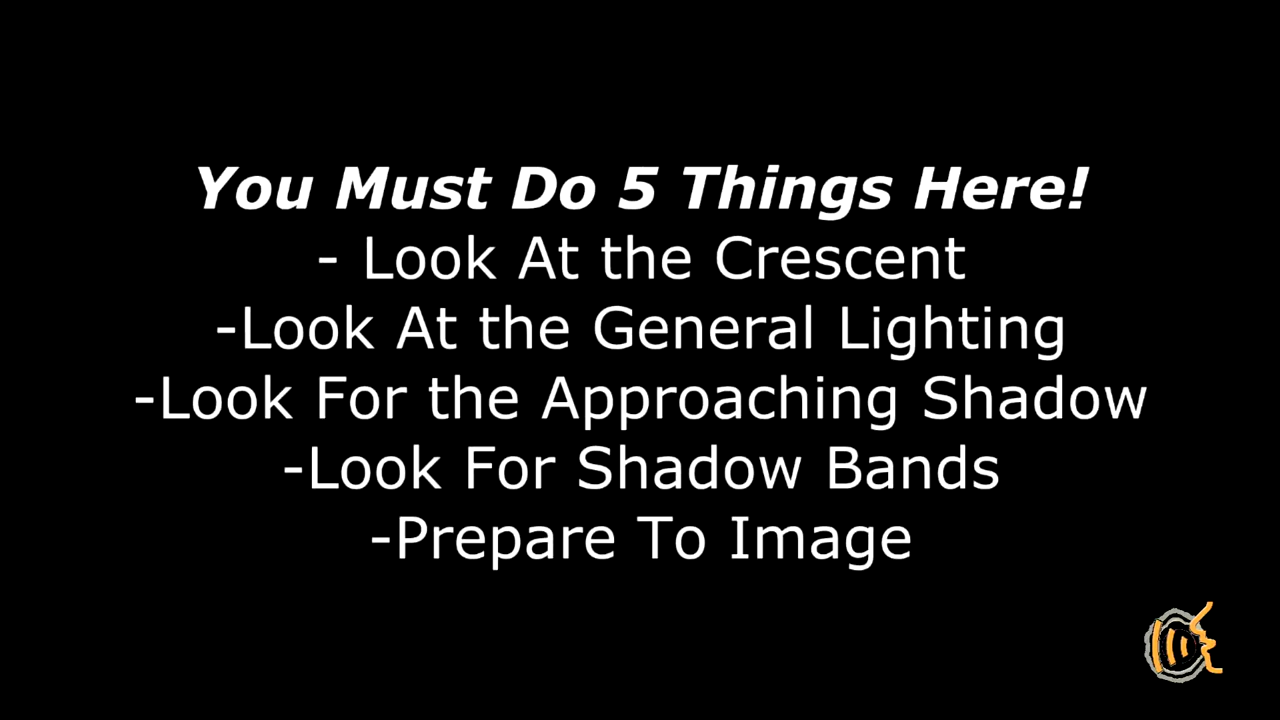 You Must Do 5 Things Here!
- Look At the Crescent
-Look At the General Lighting
-Look For the Approaching Shadow
-Look For Shadow Bands
-Prepare To Image